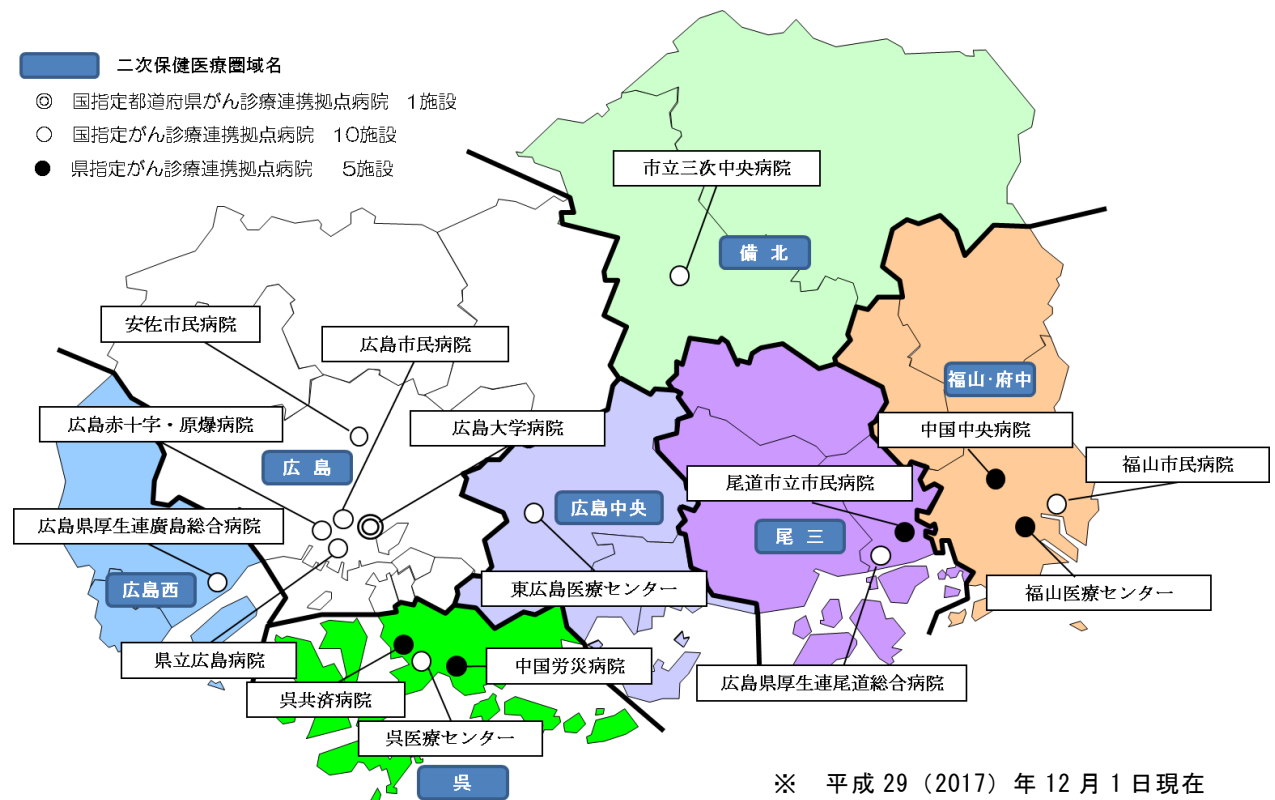 二次保健医療圏域名
◎ 国指定都道府県がん診療連携拠点病院 1施設
○ 国指定がん診療連携拠点病院 10施設
● 県指定がん診療連携拠点病院 5施設
市立三次中央病院
備 北
安佐市民病院
広島市民病院
福山・府中
広島赤十字・原爆病院
広島大学病院
中国中央病院
広 島
福山市民病院
尾道市立市民病院
広島県厚生連廣島総合病院
広島中央
尾 三
広島西
東広島医療センター
福山医療センター
県立広島病院
中国労災病院
広島県厚生連尾道総合病院
呉共済病院
呉医療センター
呉
※ 平成 29(2017)年 12 月 1 日現在